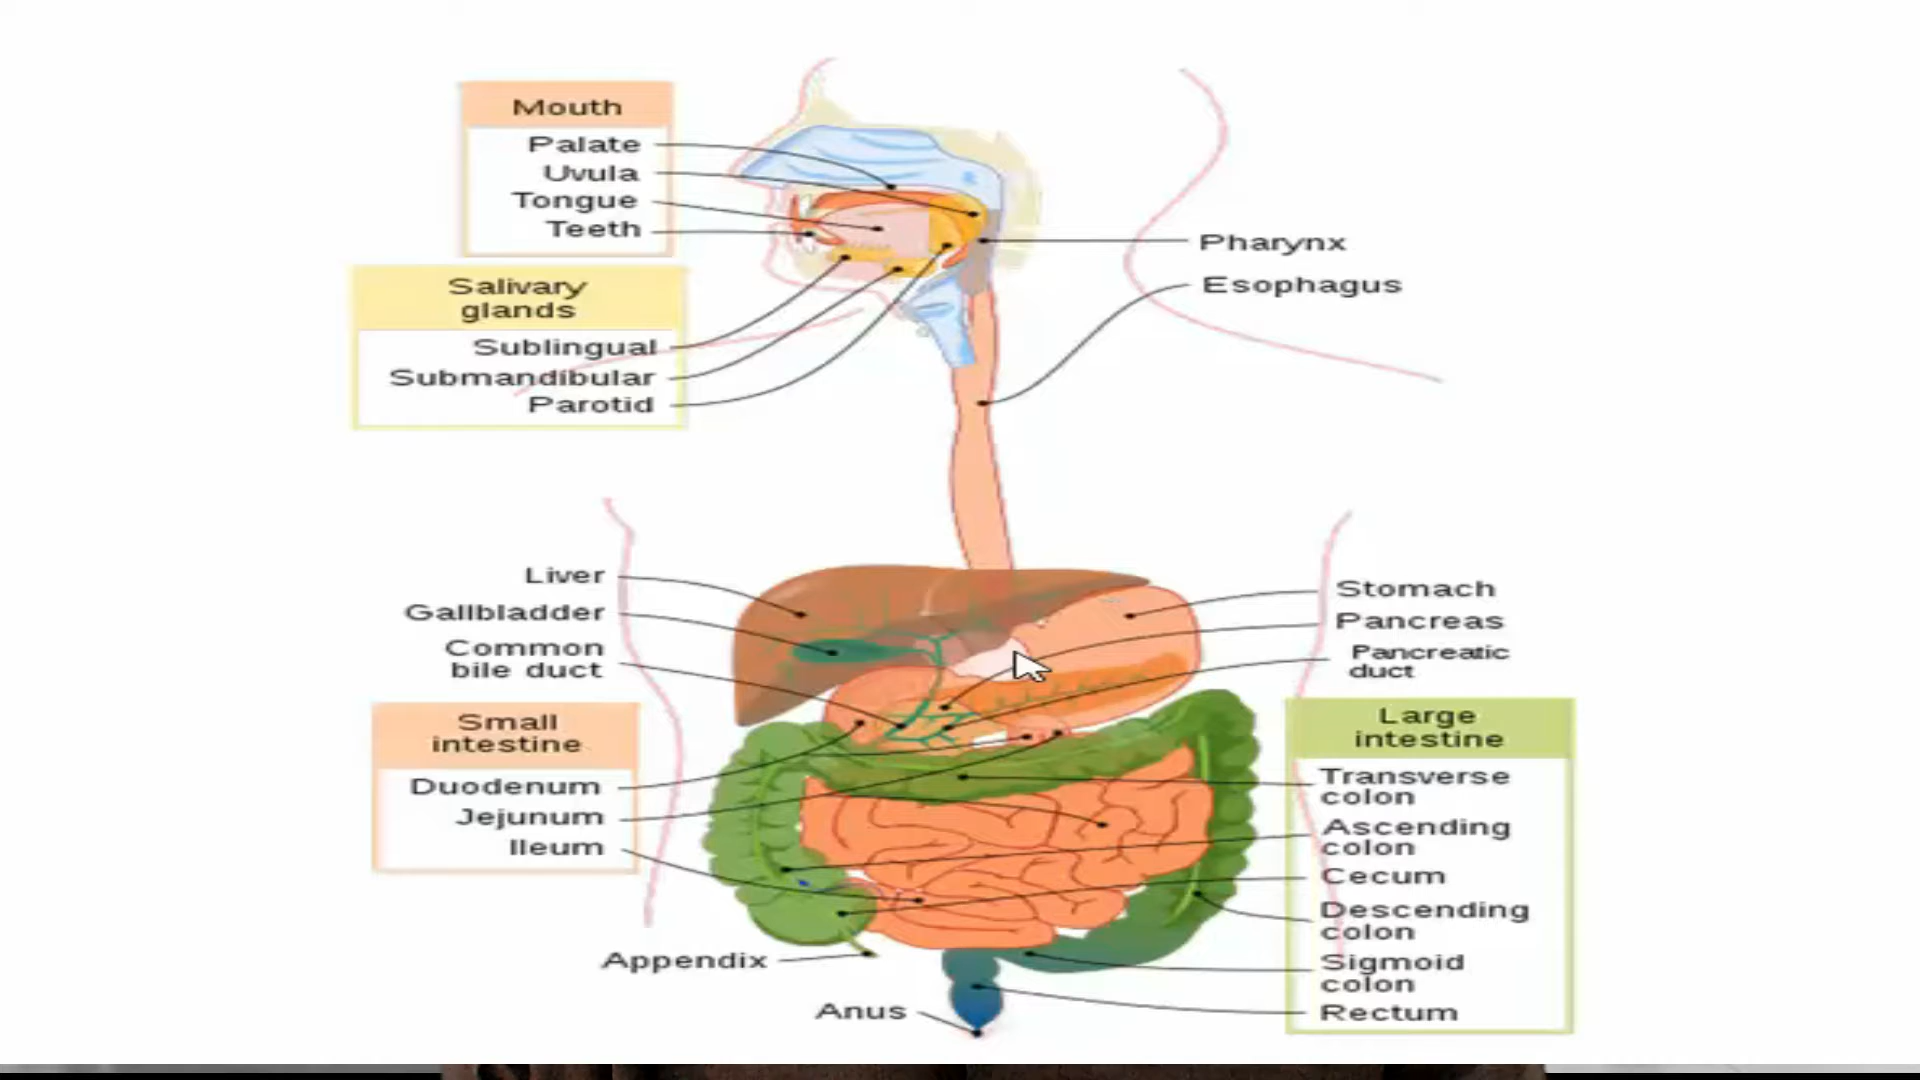 Mouth
Palate
Uvula
Tongue
Teeth
Salivary
glands
Sublingual
Submandibular
Parotid
Pharynx
Esophagus
Liver
Gallbladder
Common
bile duct
Stomach
Pancreas
Pancreatic
duct
Small
intestine
Duodenum
Jejunum
Ileum
Large
intestine
Transverse
colon
Ascending
colon
Cecum
Descending
colon
Sigmoid
colon
Rectum
Appendix
Anus